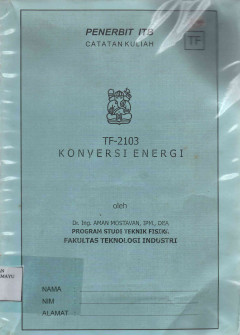 PENERBIT ITB
CATATAN KULIAH
TF
TF-2103
KONVERSI ENERGI
oleh
Dr. Ing. AMAN MOSTAVAN, IPM., DEA
PROGRAM STUDI TEKNIK FISIKA
FAKULTAS TEKNOLOGI INDUSTRI
NAMA
NIM
ALAMAT